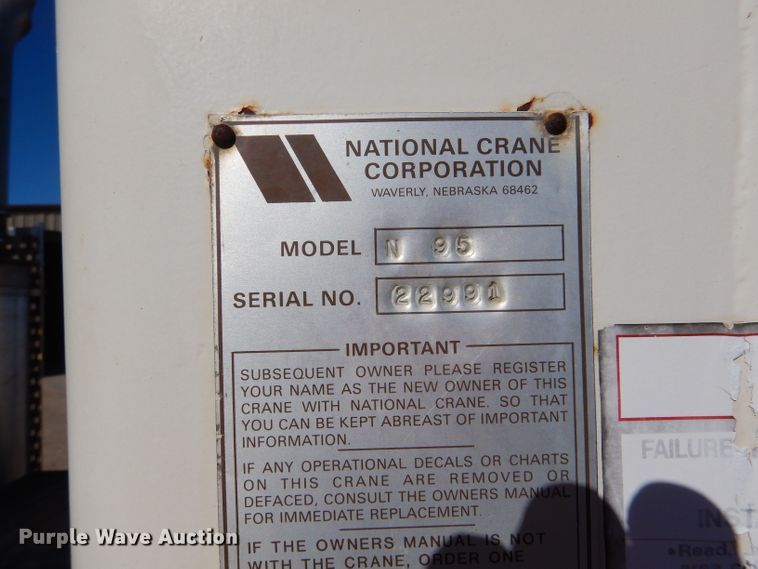 NATIONAL CRANE
CORPORATION
WAVERLY, NEBRASKA 68462
MODEL N 95
SERIAL NO. 22991
IMPORTANT
SUBSEQUENT OWNER PLEASE REGISTER
YOUR NAME AS THE NEW OWNER OF THIS
CRANE WITH NATIONAL CRANE. SO THAT
YOU CAN BE KEPT ABREAST OF IMPORTANT
INFORMATION.
IF ANY OPERATIONAL DECALS OR CHARTS
ON THIS CRANE ARE REMOVED OR
DEFACED, CONSULT THE OWNERS MANUAL
FOR IMMEDIATE REPLACEMENT.
IF THE OWNERS MANUAL IS NOT
WITH THE CRANE, ORDER ONE
FAILURE
•Read
Purple Wave Auction